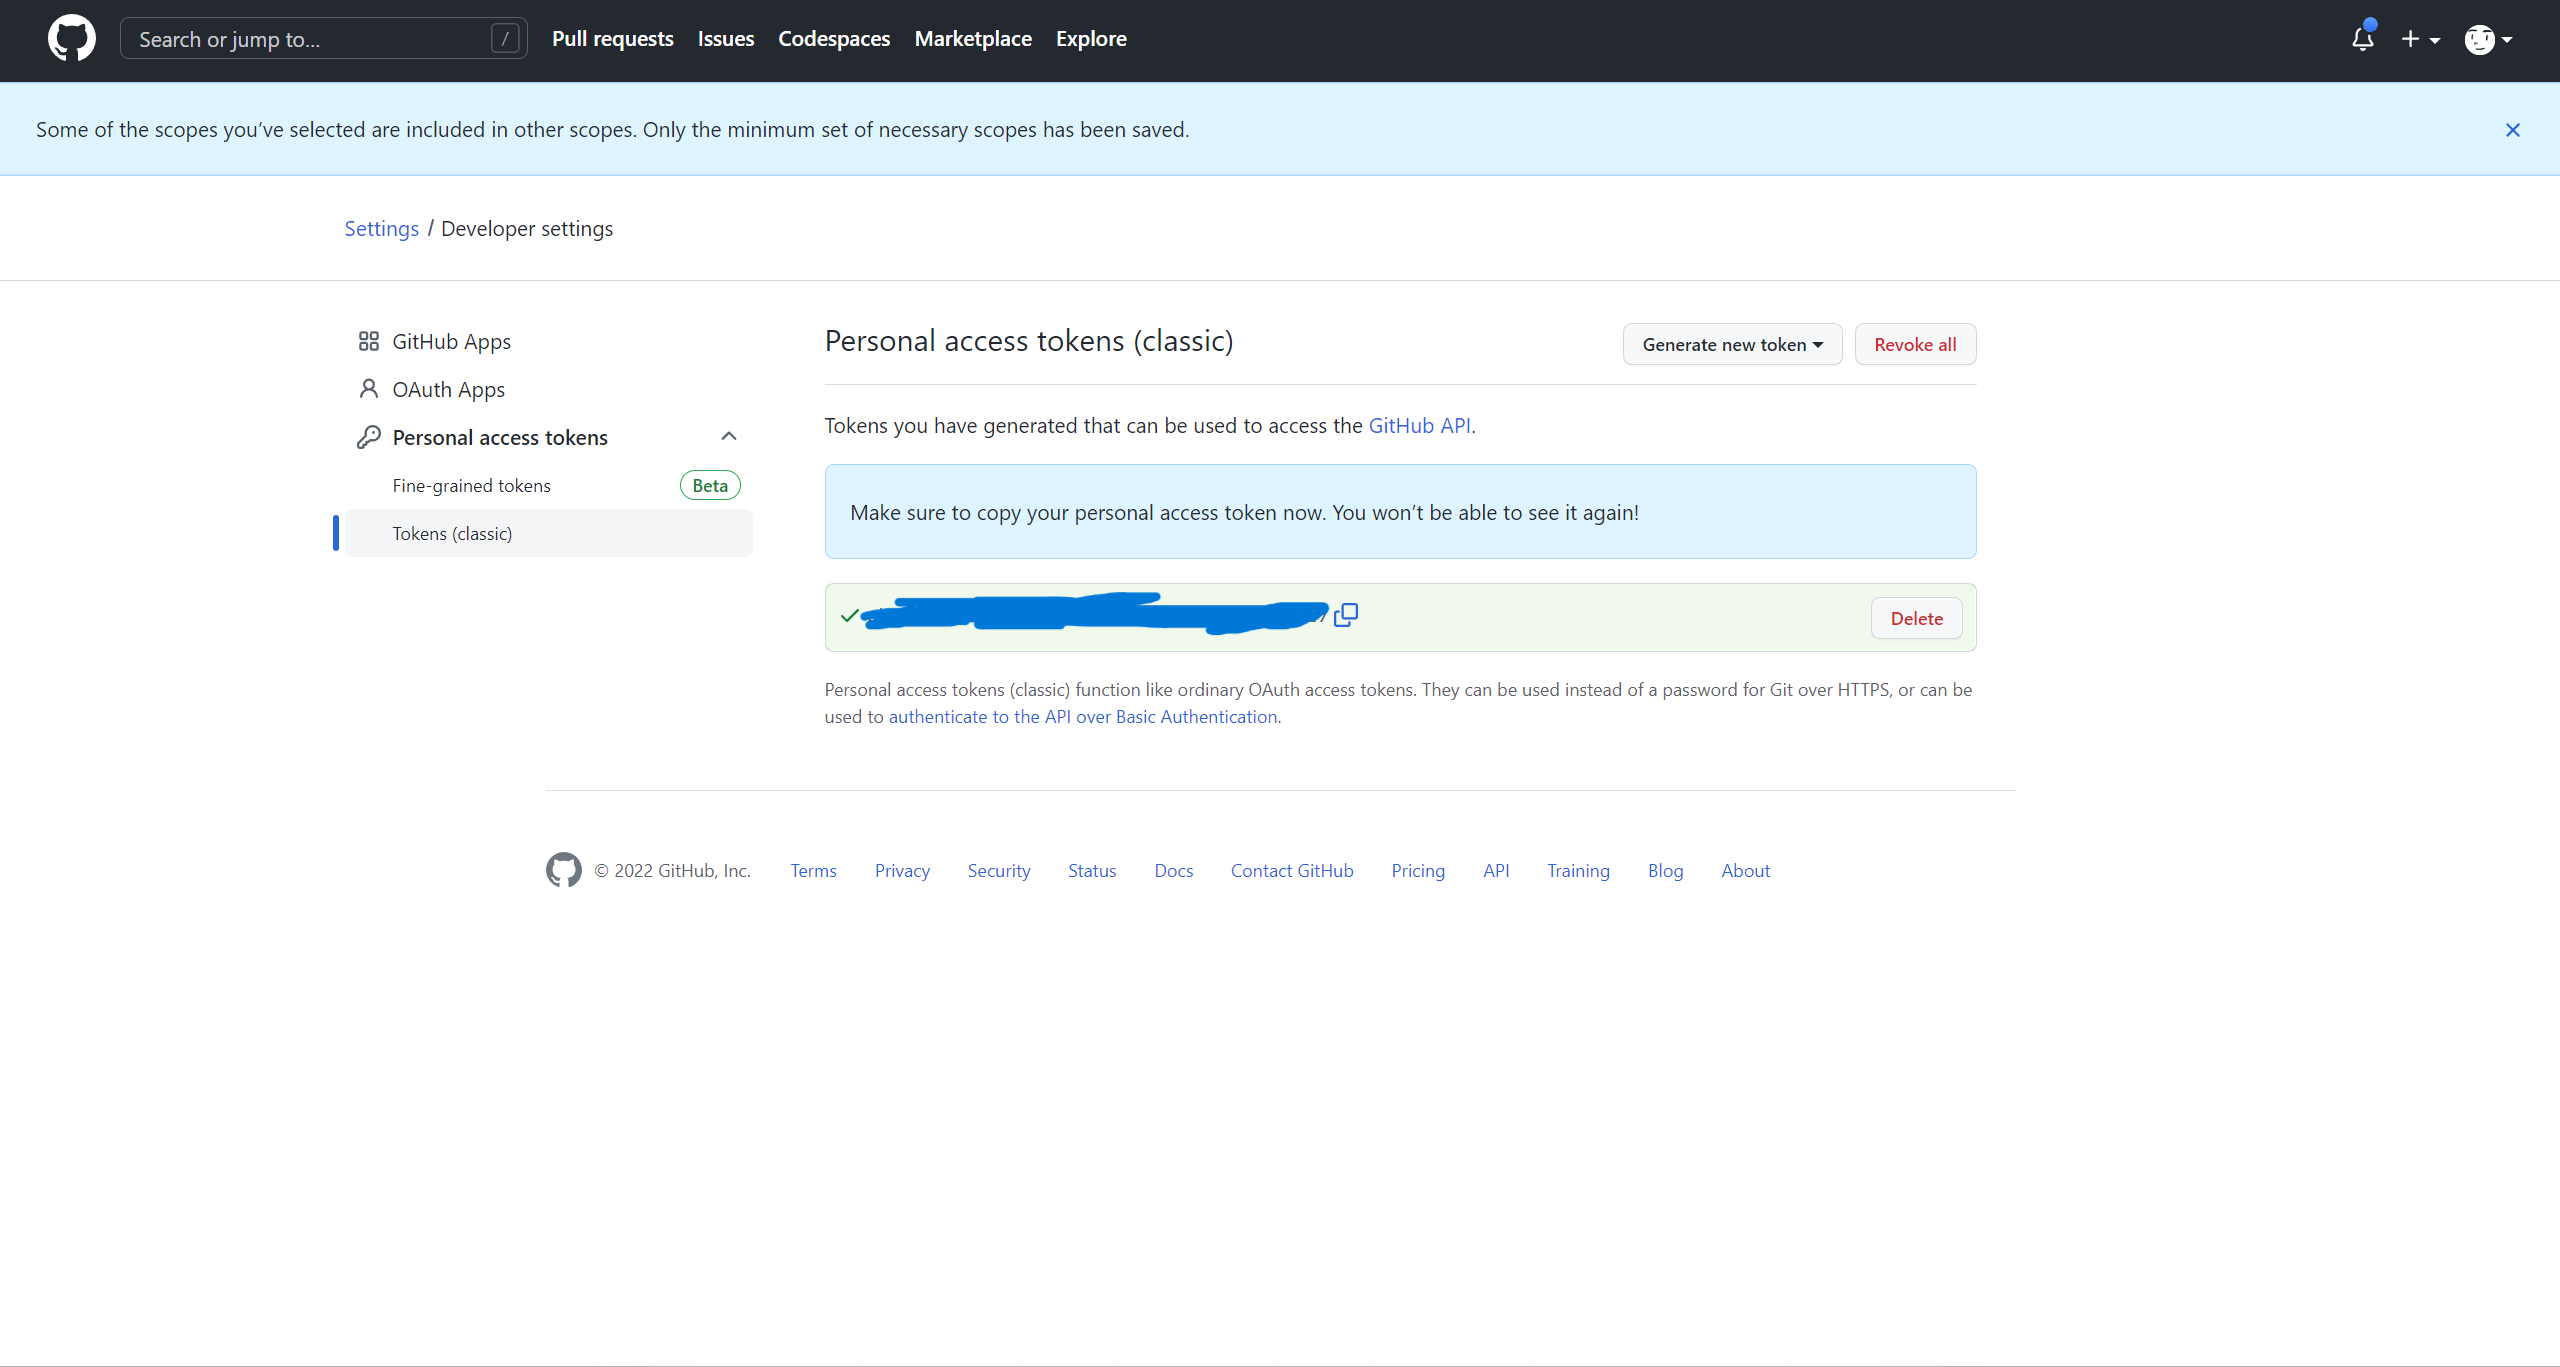 Search or jump to... /
Pull requests Issues Codespaces Marketplace Explore
Some of the scopes you’ve selected are included in other scopes. Only the minimum set of necessary scopes has been saved.
Settings / Developer settings
GitHub Apps
OAuth Apps
Personal access tokens
Fine-grained tokens Beta
Tokens (classic)
Personal access tokens (classic)
Generate new token Revoke all
Tokens you have generated that can be used to access the GitHub API.
Make sure to copy your personal access token now. You won’t be able to see it again!
Delete
Personal access tokens (classic) function like ordinary OAuth access tokens. They can be used instead of a password for Git over HTTPS, or can be
used to authenticate to the API over Basic Authentication.
© 2022 GitHub, Inc. Terms Privacy Security Status Docs Contact GitHub Pricing API Training Blog About